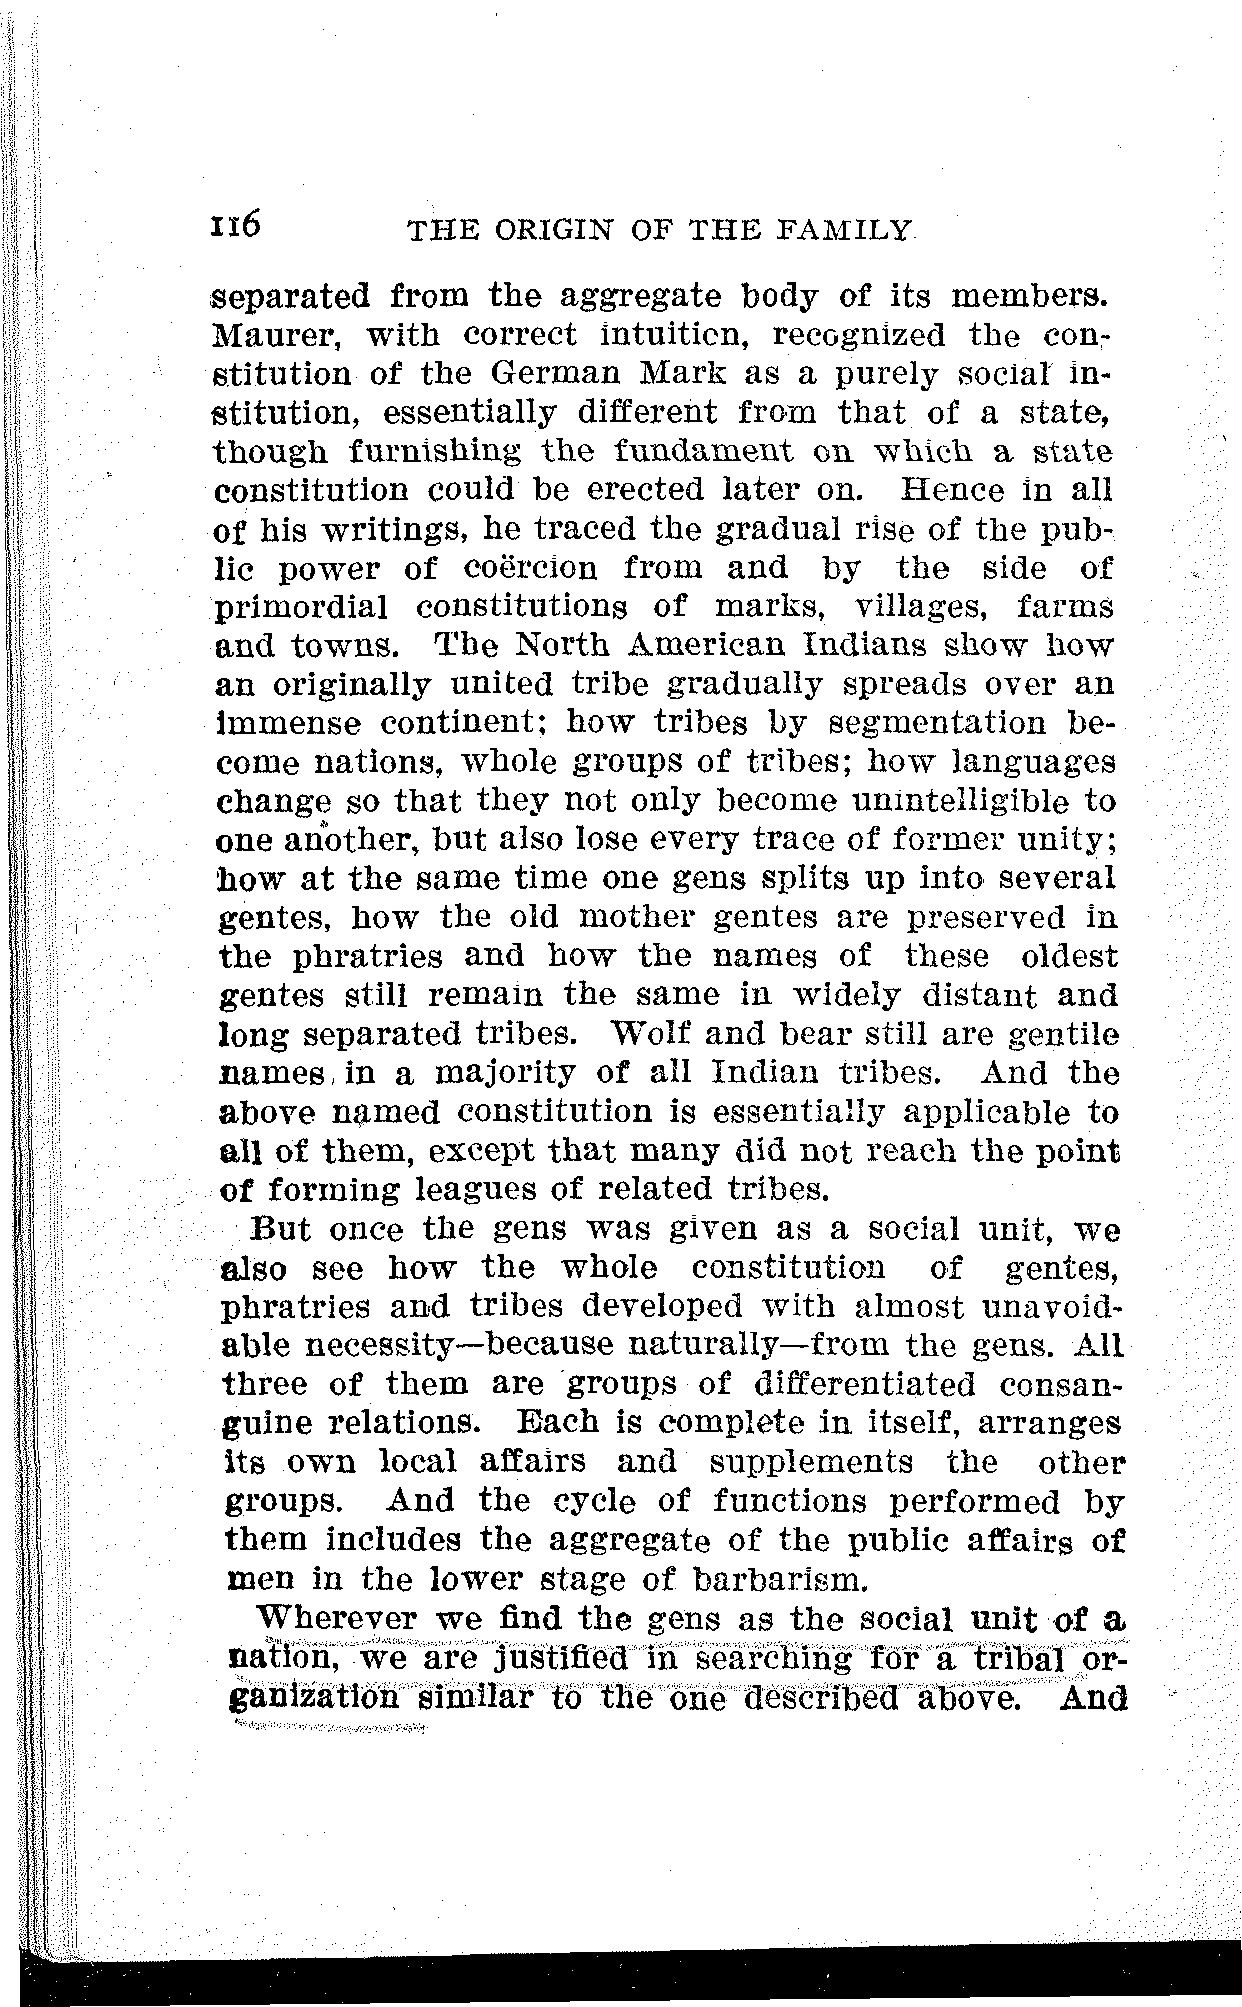 116 THE ORIGIN OF THE FAMILY
separated from the aggregate body of its members.
Maurer, with correct intuition, recognized the con-
stitution of the German Mark as a purely social in-
stitution, essentially different from that of a state,
though furnishing the fundament on which a state
constitution could be erected later on. Hence in all
of his writings, he traced the gradual rise of the pub-
lic power of coërcion from and by the side of
primordial constitutions of marks, villages, farms
and towns. The North American Indians show how
an originally united tribe gradually spreads over an
immense continent; how tribes by segmentation be-
come nations, whole groups of tribes; how languages
change so that they not only become unintelligible to
one another, but also lose every trace of former unity;
how at the same time one gens splits up into several
gentes, how the old mother gentes are preserved in
the phratries and how the names of these oldest
gentes still remain the same in widely distant and
long separated tribes. Wolf and bear still are gentile
names in a majority of all Indian tribes. And the
above named constitution is essentially applicable to
all of them, except that many did not reach the point
of forming leagues of related tribes.
But once the gens was given as a social unit, we
also see how the whole constitution of gentes,
phratries and tribes developed with almost unavoid-
able necessity—because naturally—from the gens. All
three of them are groups of differentiated consan-
guine relations. Each is complete in itself, arranges
its own local affairs and supplements the other
groups. And the cycle of functions performed by
them includes the aggregate of the public affairs of
men in the lower stage of barbarism.
Wherever we find the gens as the social unit of a
nation, we are justified in searching for a tribal or-
ganization similar to the one described above. And